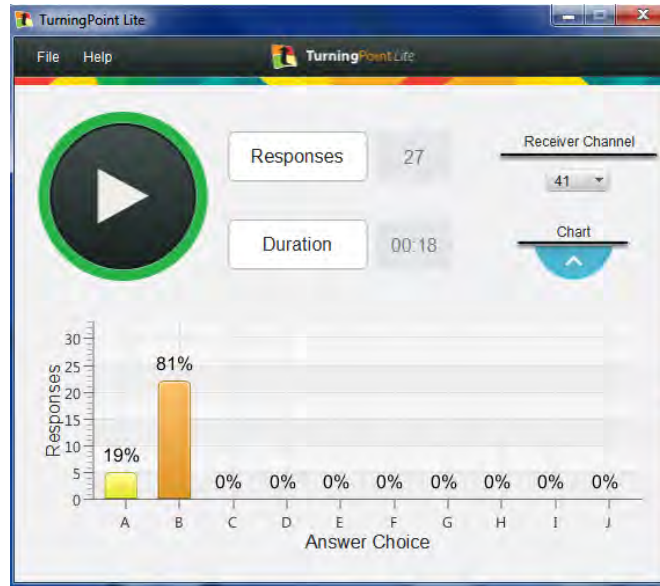 TurningPoint Lite
File Help
TurningPoint Lite
Responses 27
Receiver Channel
41
Duration 00:18
Chart
Responses
30
25
20
15
10
5
0
19%
81%
0% 0% 0% 0% 0% 0% 0% 0%
A B C D E F G H I J
Answer Choice